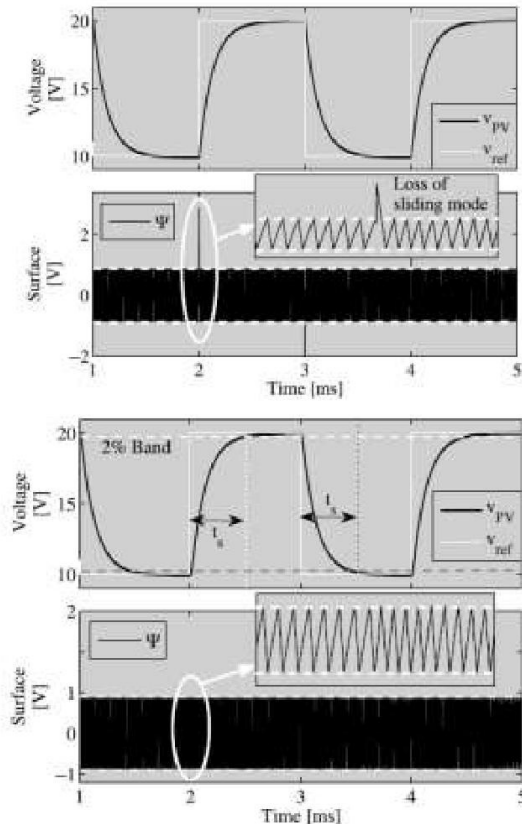 20
15
10
Voltage
[V]
v_PV
v_ref
Loss of
sliding mode
Ψ
2
0
−2
Surface
[V]
1 2 3 4 5
Time [ms]
20
15
10
Voltage
[V]
2% Band
t_s
t_s
v_PV
v_ref
2
1
0
−1
Surface
[V]
Ψ
1 2 3 4 5
Time [ms]